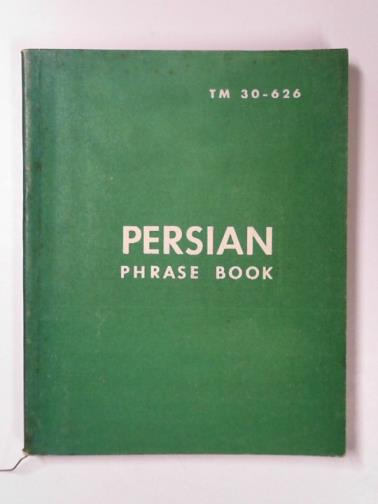 TM 30-626
PERSIAN
PHRASE BOOK